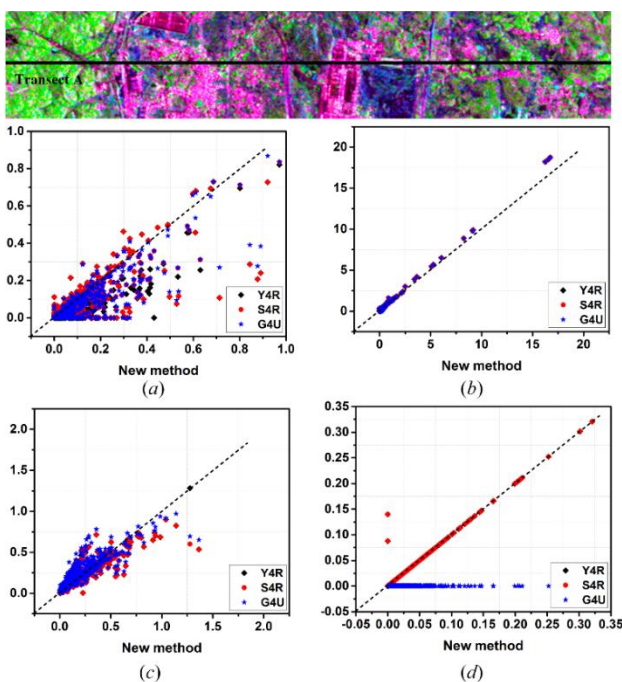 Transect A
1.0
0.8
0.6
0.4
0.2
0.0
0.0 0.2 0.4 0.6 0.8 1.0
Y4R
S4R
G4U
New method
(a)
20
15
10
5
0
0 5 10 15 20
Y4R
S4R
G4U
New method
(b)
2.0
1.5
1.0
0.5
0.0
0.0 0.5 1.0 1.5 2.0
Y4R
S4R
G4U
New method
(c)
0.35
0.30
0.25
0.20
0.15
0.10
0.05
0.00
-0.05
-0.05 0.00 0.05 0.10 0.15 0.20 0.25 0.30 0.35
Y4R
S4R
G4U
New method
(d)